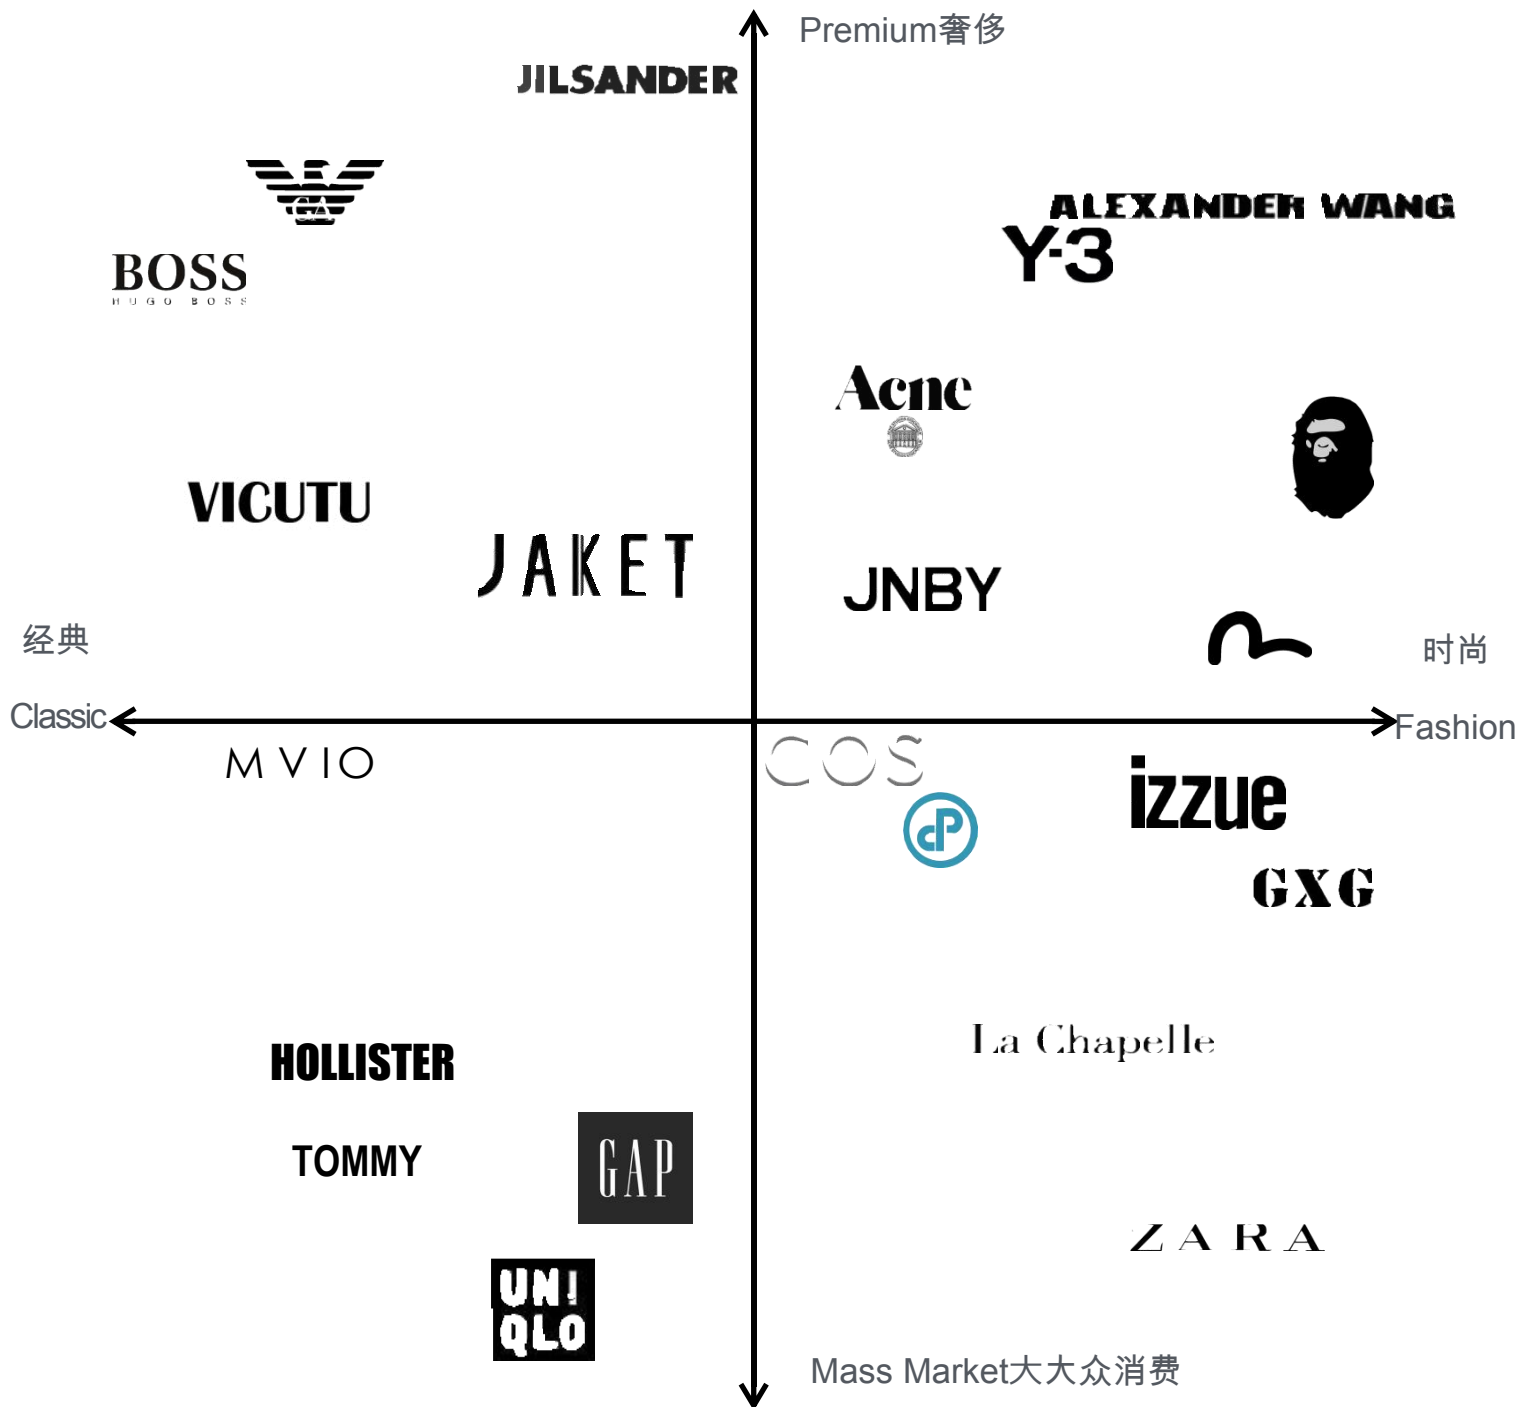 Premium奢侈
JILSANDER
GA
ALEXANDER WANG
Y-3
BOSS
HUGO BOSS
Acne
VICUTU
JAKET
JNBY
经典
时尚
Classic
Fashion
MVIO
COS
izzue
GXG
La Chapelle
HOLLISTER
TOMMY
GAP
ZARA
UNI
QLO
Mass Market大大众消费